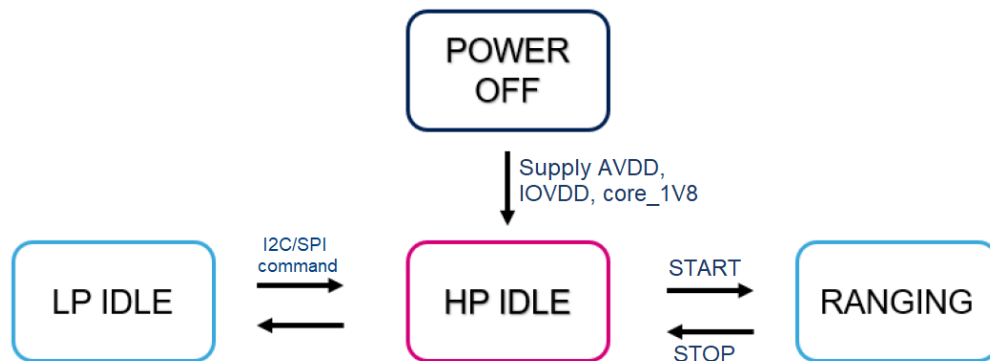 POWER
OFF
Supply AVDD,
IOVDD, core_1V8
I2C/SPI
command
LP IDLE
HP IDLE
START
STOP
RANGING